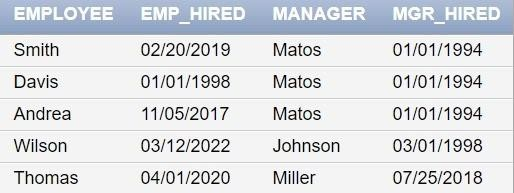 EMPLOYEE EMP_HIRED MANAGER MGR_HIRED
Smith 02/20/2019 Matos 01/01/1994
Davis 01/01/1998 Matos 01/01/1994
Andrea 11/05/2017 Matos 01/01/1994
Wilson 03/12/2022 Johnson 03/01/1998
Thomas 04/01/2020 Miller 07/25/2018